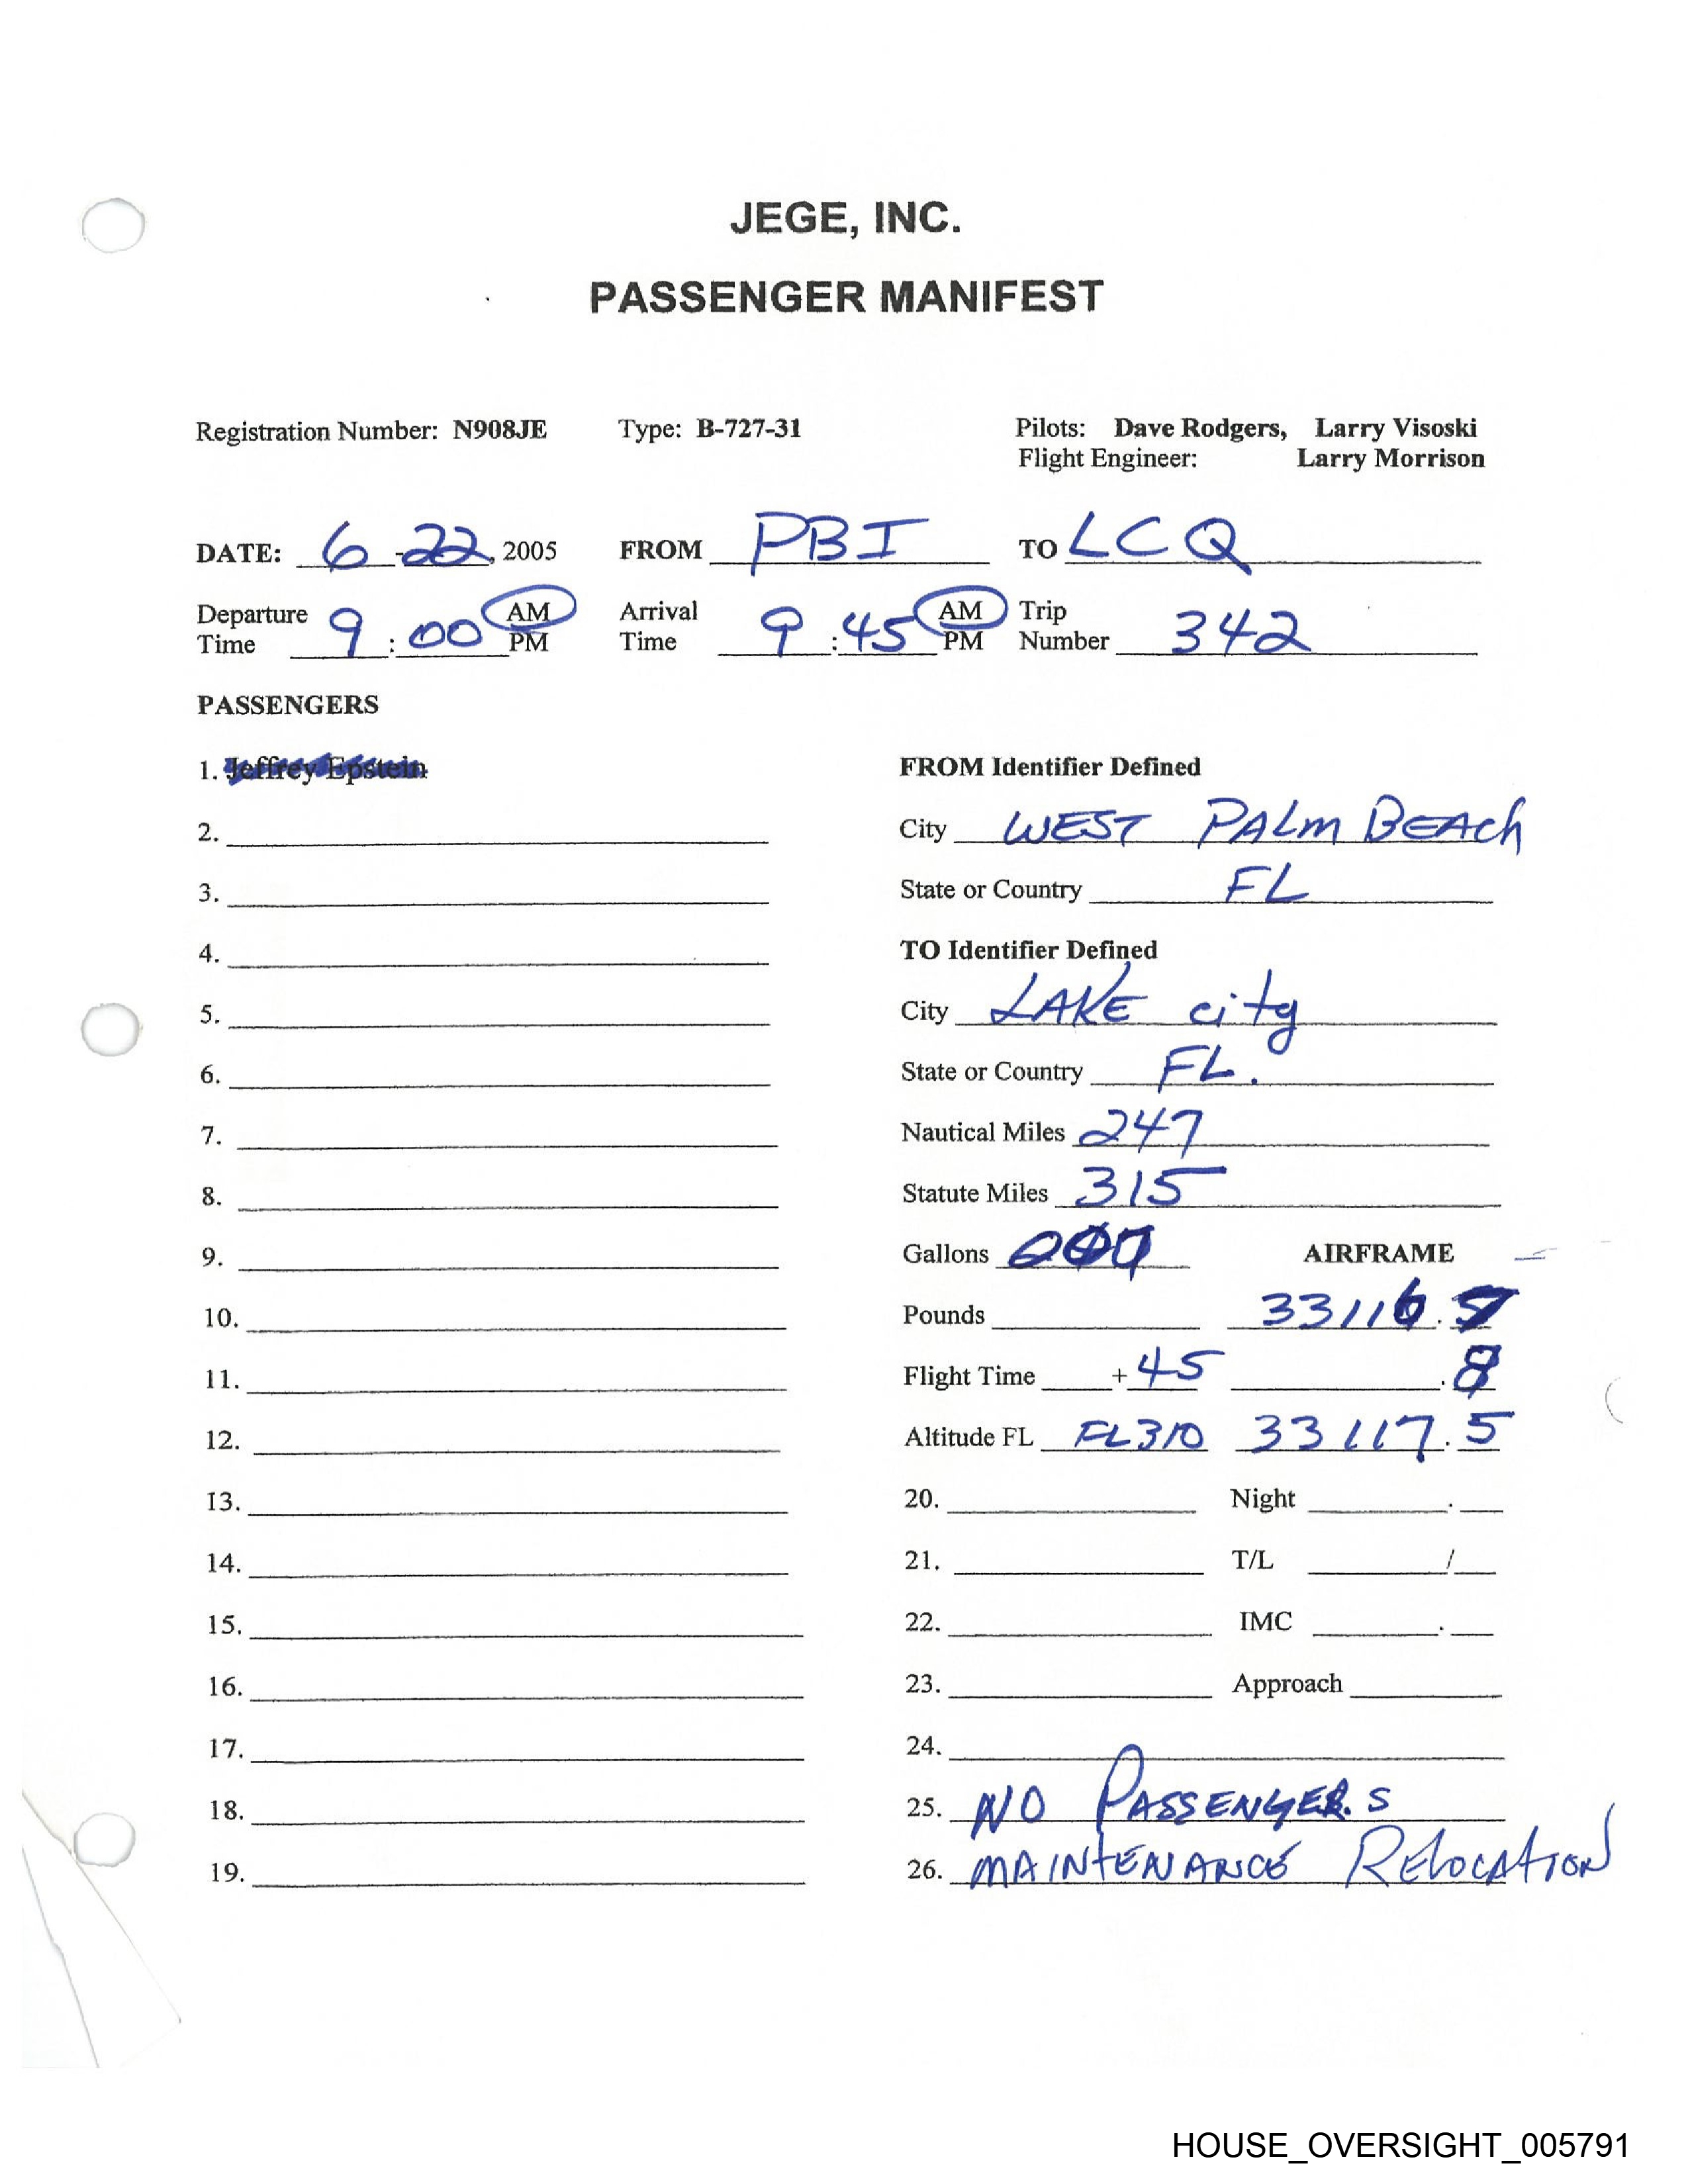 JEGE, INC.
PASSENGER MANIFEST
Registration Number: N908JE Type: B-727-31 Pilots: Dave Rodgers, Larry Visoski
Flight Engineer: Larry Morrison
DATE: 6-22, 2005 FROM PBI TO LCQ
Departure Time 9:00 AM PM Arrival Time 9:45 AM PM Trip Number 342
PASSENGERS
1. Jeffrey Epstein
2.
3.
4.
5.
6.
7.
8.
9.
10.
11.
12.
13.
14.
15.
16.
17.
18.
19.
FROM Identifier Defined
City WEST PALM BEACH
State or Country FL
TO Identifier Defined
City LAKE city
State or Country FL.
Nautical Miles 247
Statute Miles 315
Gallons AIRFRAME
Pounds 33116.
Flight Time + 45 .8
Altitude FL FL310 33117.5
20. Night .
21. T/L /
22. IMC .
23. Approach
24.
25. NO PASSENGERS
26. MAINTENANCE RELOCATION
HOUSE_OVERSIGHT_005791